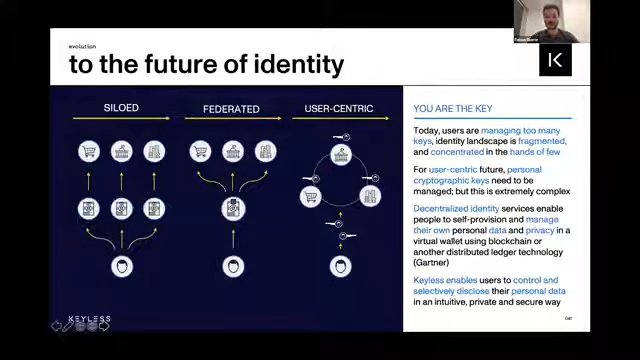 evolution
to the future of identity
SILOED
FEDERATED
USER-CENTRIC
YOU ARE THE KEY
Today, users are managing too many
keys, identity landscape is fragmented,
and concentrated in the hands of few
For user-centric future, personal
cryptographic keys need to be
managed; but this is extremely complex
Decentralized identity services enable
people to self-provision and manage
their own personal data and privacy in a
virtual wallet using blockchain or
another distributed ledger technology
(Gartner)
Keyless enables users to control and
selectively disclose their personal data
in an intuitive, private and secure way
KEYLESS